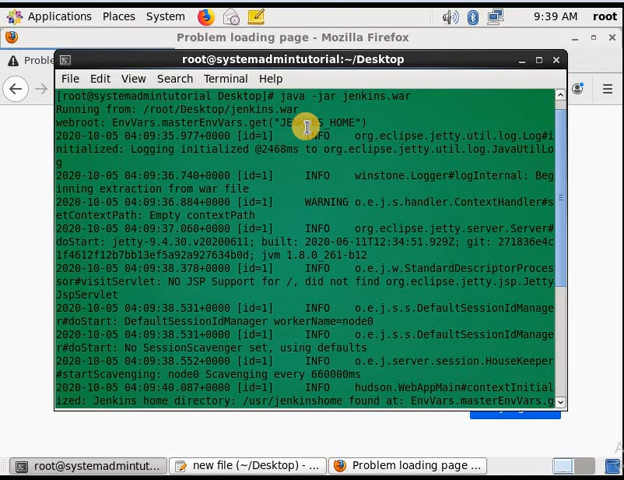 Applications Places System 9:39 AM root
Problem loading page - Mozilla Firefox
Proble
root@systemadmintutorial:~/Desktop
File Edit View Search Terminal Help
[root@systemadmintutorial Desktop]# java -jar jenkins.war
Running from: /root/Desktop/jenkins.war
webroot: EnvVars.masterEnvVars.get("JENKINS_HOME")
2020-10-05 04:09:35.977+0000 [id=1] INFO org.eclipse.jetty.util.log.Log#i
nitialized: Logging initialized @2468ms to org.eclipse.jetty.util.log.JavaUtilLo
g
2020-10-05 04:09:36.740+0000 [id=1] INFO winstone.Logger#logInternal: Beg
inning extraction from war file
2020-10-05 04:09:36.884+0000 [id=1] WARNING o.e.j.s.handler.ContextHandler#s
etContextPath: Empty contextPath
2020-10-05 04:09:37.060+0000 [id=1] INFO org.eclipse.jetty.server.Server#
doStart: jetty-9.4.30.v20200611; built: 2020-06-11T12:34:51.929Z; git: 271836e4c
1f4612f12b7bb13ef5a92a927634b0d; jvm 1.8.0_261-b12
2020-10-05 04:09:38.378+0000 [id=1] INFO o.e.j.w.StandardDescriptorProces
sor#visitServlet: NO JSP Support for /, did not find org.eclipse.jetty.jsp.Jetty
JspServlet
2020-10-05 04:09:38.531+0000 [id=1] INFO o.e.j.s.s.DefaultSessionIdManage
r#doStart: DefaultSessionIdManager workerName=node0
2020-10-05 04:09:38.531+0000 [id=1] INFO o.e.j.s.s.DefaultSessionIdManage
r#doStart: No SessionScavenger set, using defaults
2020-10-05 04:09:38.552+0000 [id=1] INFO o.e.j.server.session.HouseKeeper
#startScavenging: node0 Scavenging every 660000ms
2020-10-05 04:09:40.087+0000 [id=1] INFO hudson.WebAppMain#contextInitial
ized: Jenkins home directory: /usr/jenkinshome found at: EnvVars.masterEnvVars.g
root@systemadmintut... new file (~/Desktop) - ... Problem loading page ...